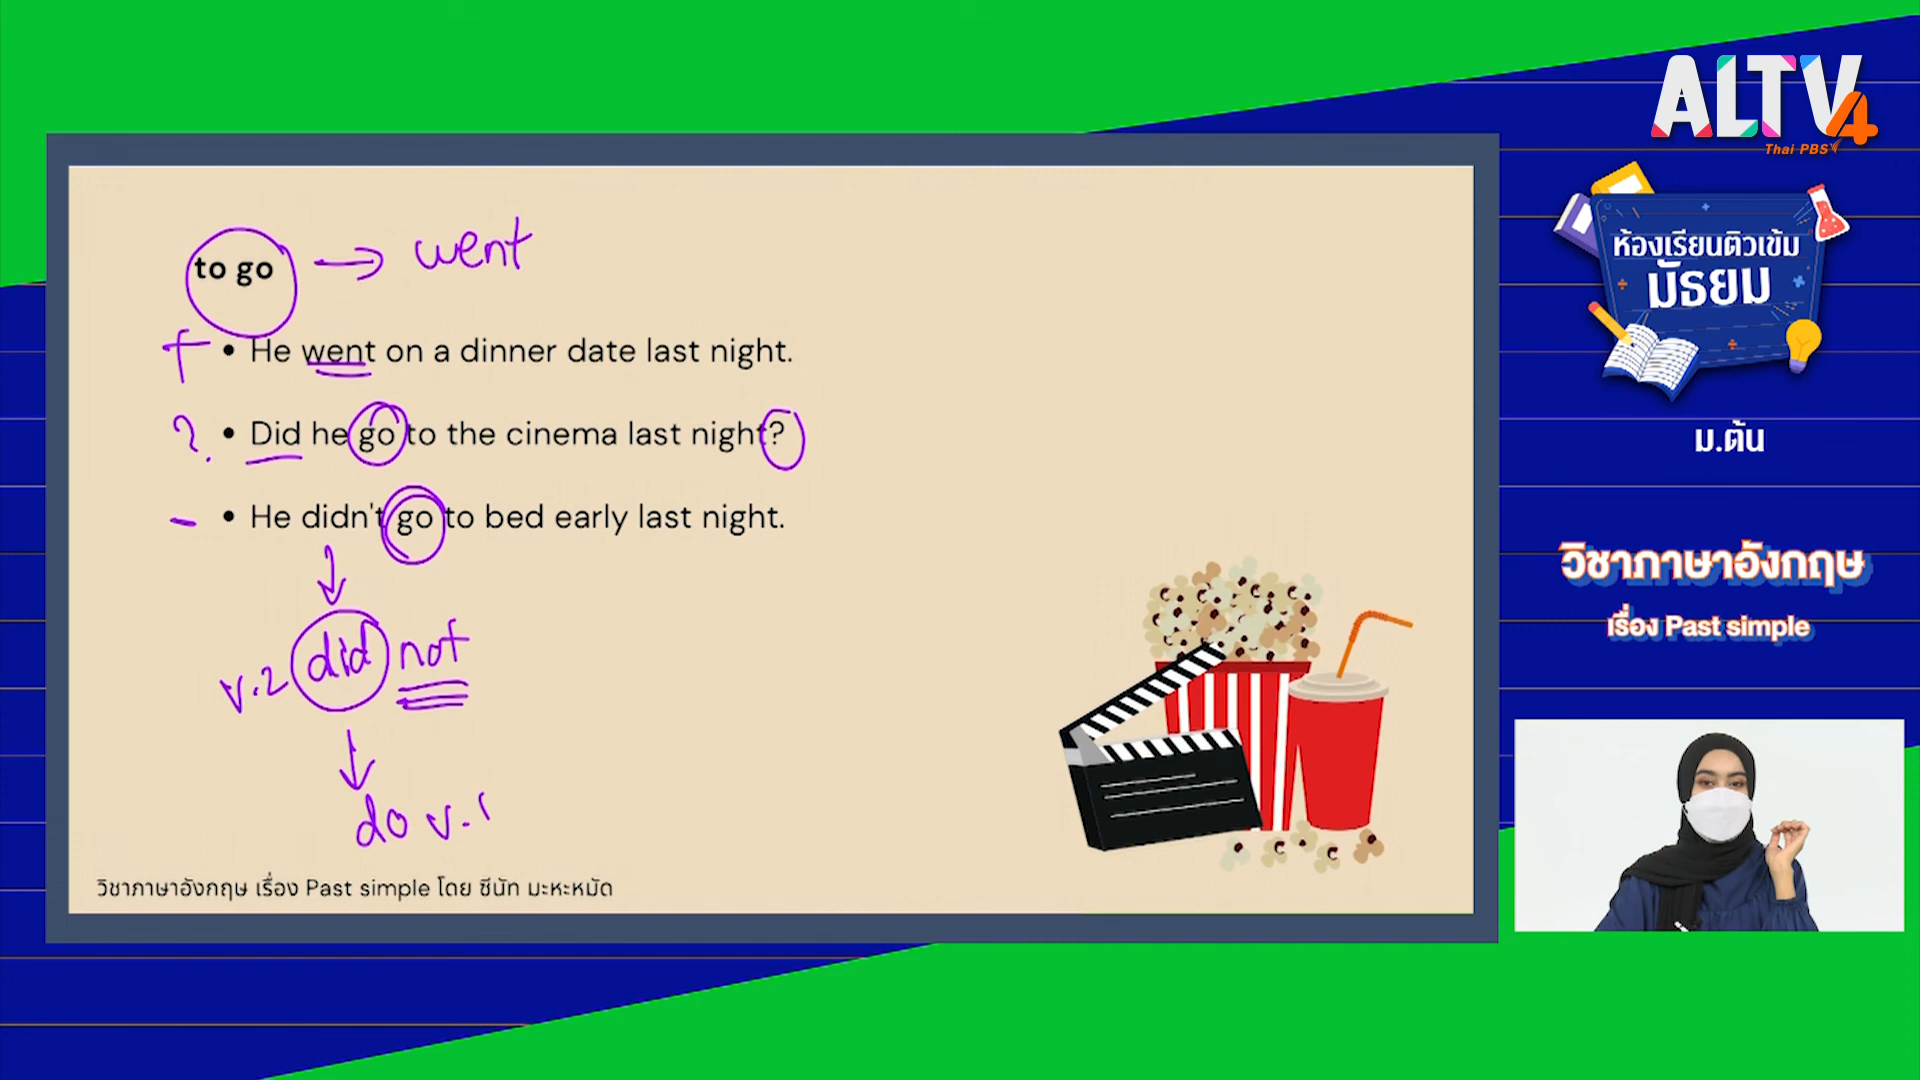 ALTV4
Thai PBS
ห้องเรียนติวเข้ม
มัธยม
ม.ต้น
วิชาภาษาอังกฤษ
เรื่อง Past simple
to go → went
+ • He went on a dinner date last night.
? • Did he go to the cinema last night?
- • He didn't go to bed early last night.
v.2 did not
do v.1
วิชาภาษาอังกฤษ เรื่อง Past simple โดย ซีนัท มะหะหมัด